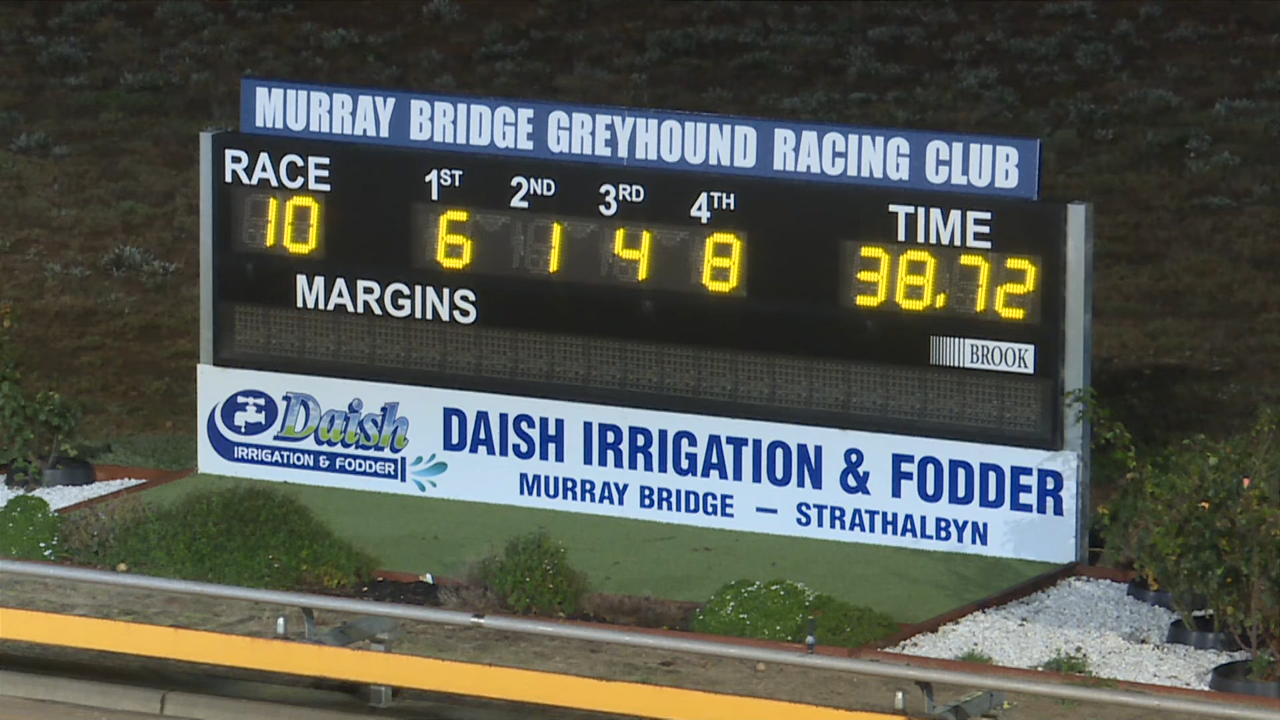 MURRAY BRIDGE GREYHOUND RACING CLUB
RACE 1ST 2ND 3RD 4TH TIME
10 6 1 4 8 38.72
MARGINS
BROOK
Daish
IRRIGATION & FODDER
DAISH IRRIGATION & FODDER
MURRAY BRIDGE – STRATHALBYN